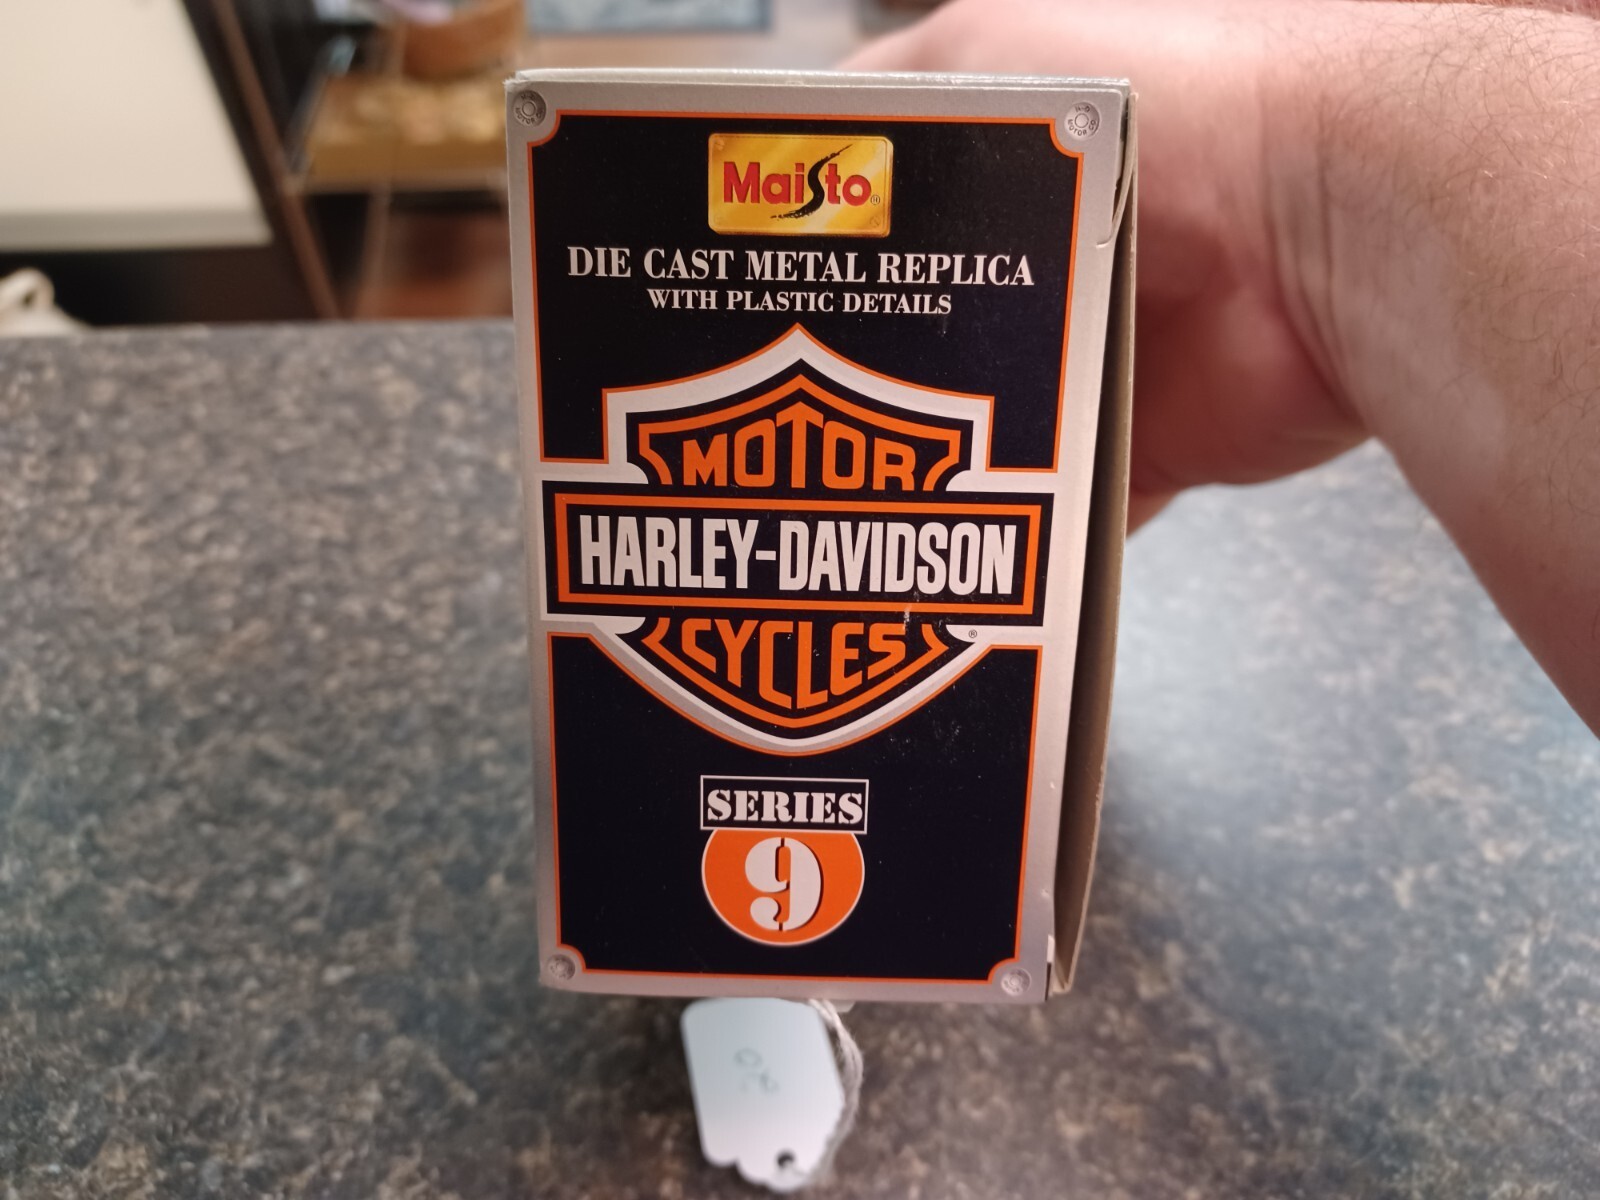 Maisto
DIE CAST METAL REPLICA
WITH PLASTIC DETAILS
MOTOR
HARLEY-DAVIDSON
CYCLES
®
SERIES
9